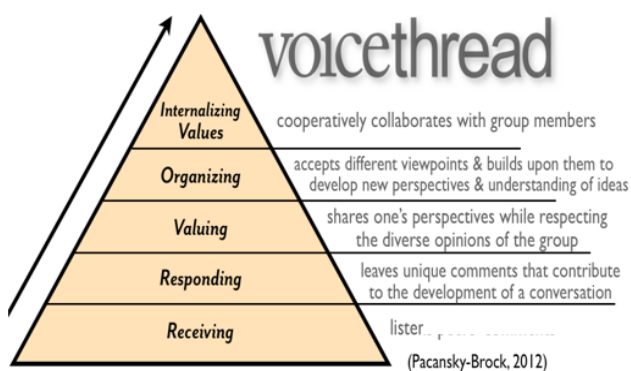 voicethread
Internalizing
Values
cooperatively collaborates with group members
Organizing
accepts different viewpoints & builds upon them to
develop new perspectives & understanding of ideas
Valuing
shares one's perspectives while respecting
the diverse opinions of the group
Responding
leaves unique comments that contribute
to the development of a conversation
Receiving
(Pacansky-Brock, 2012)